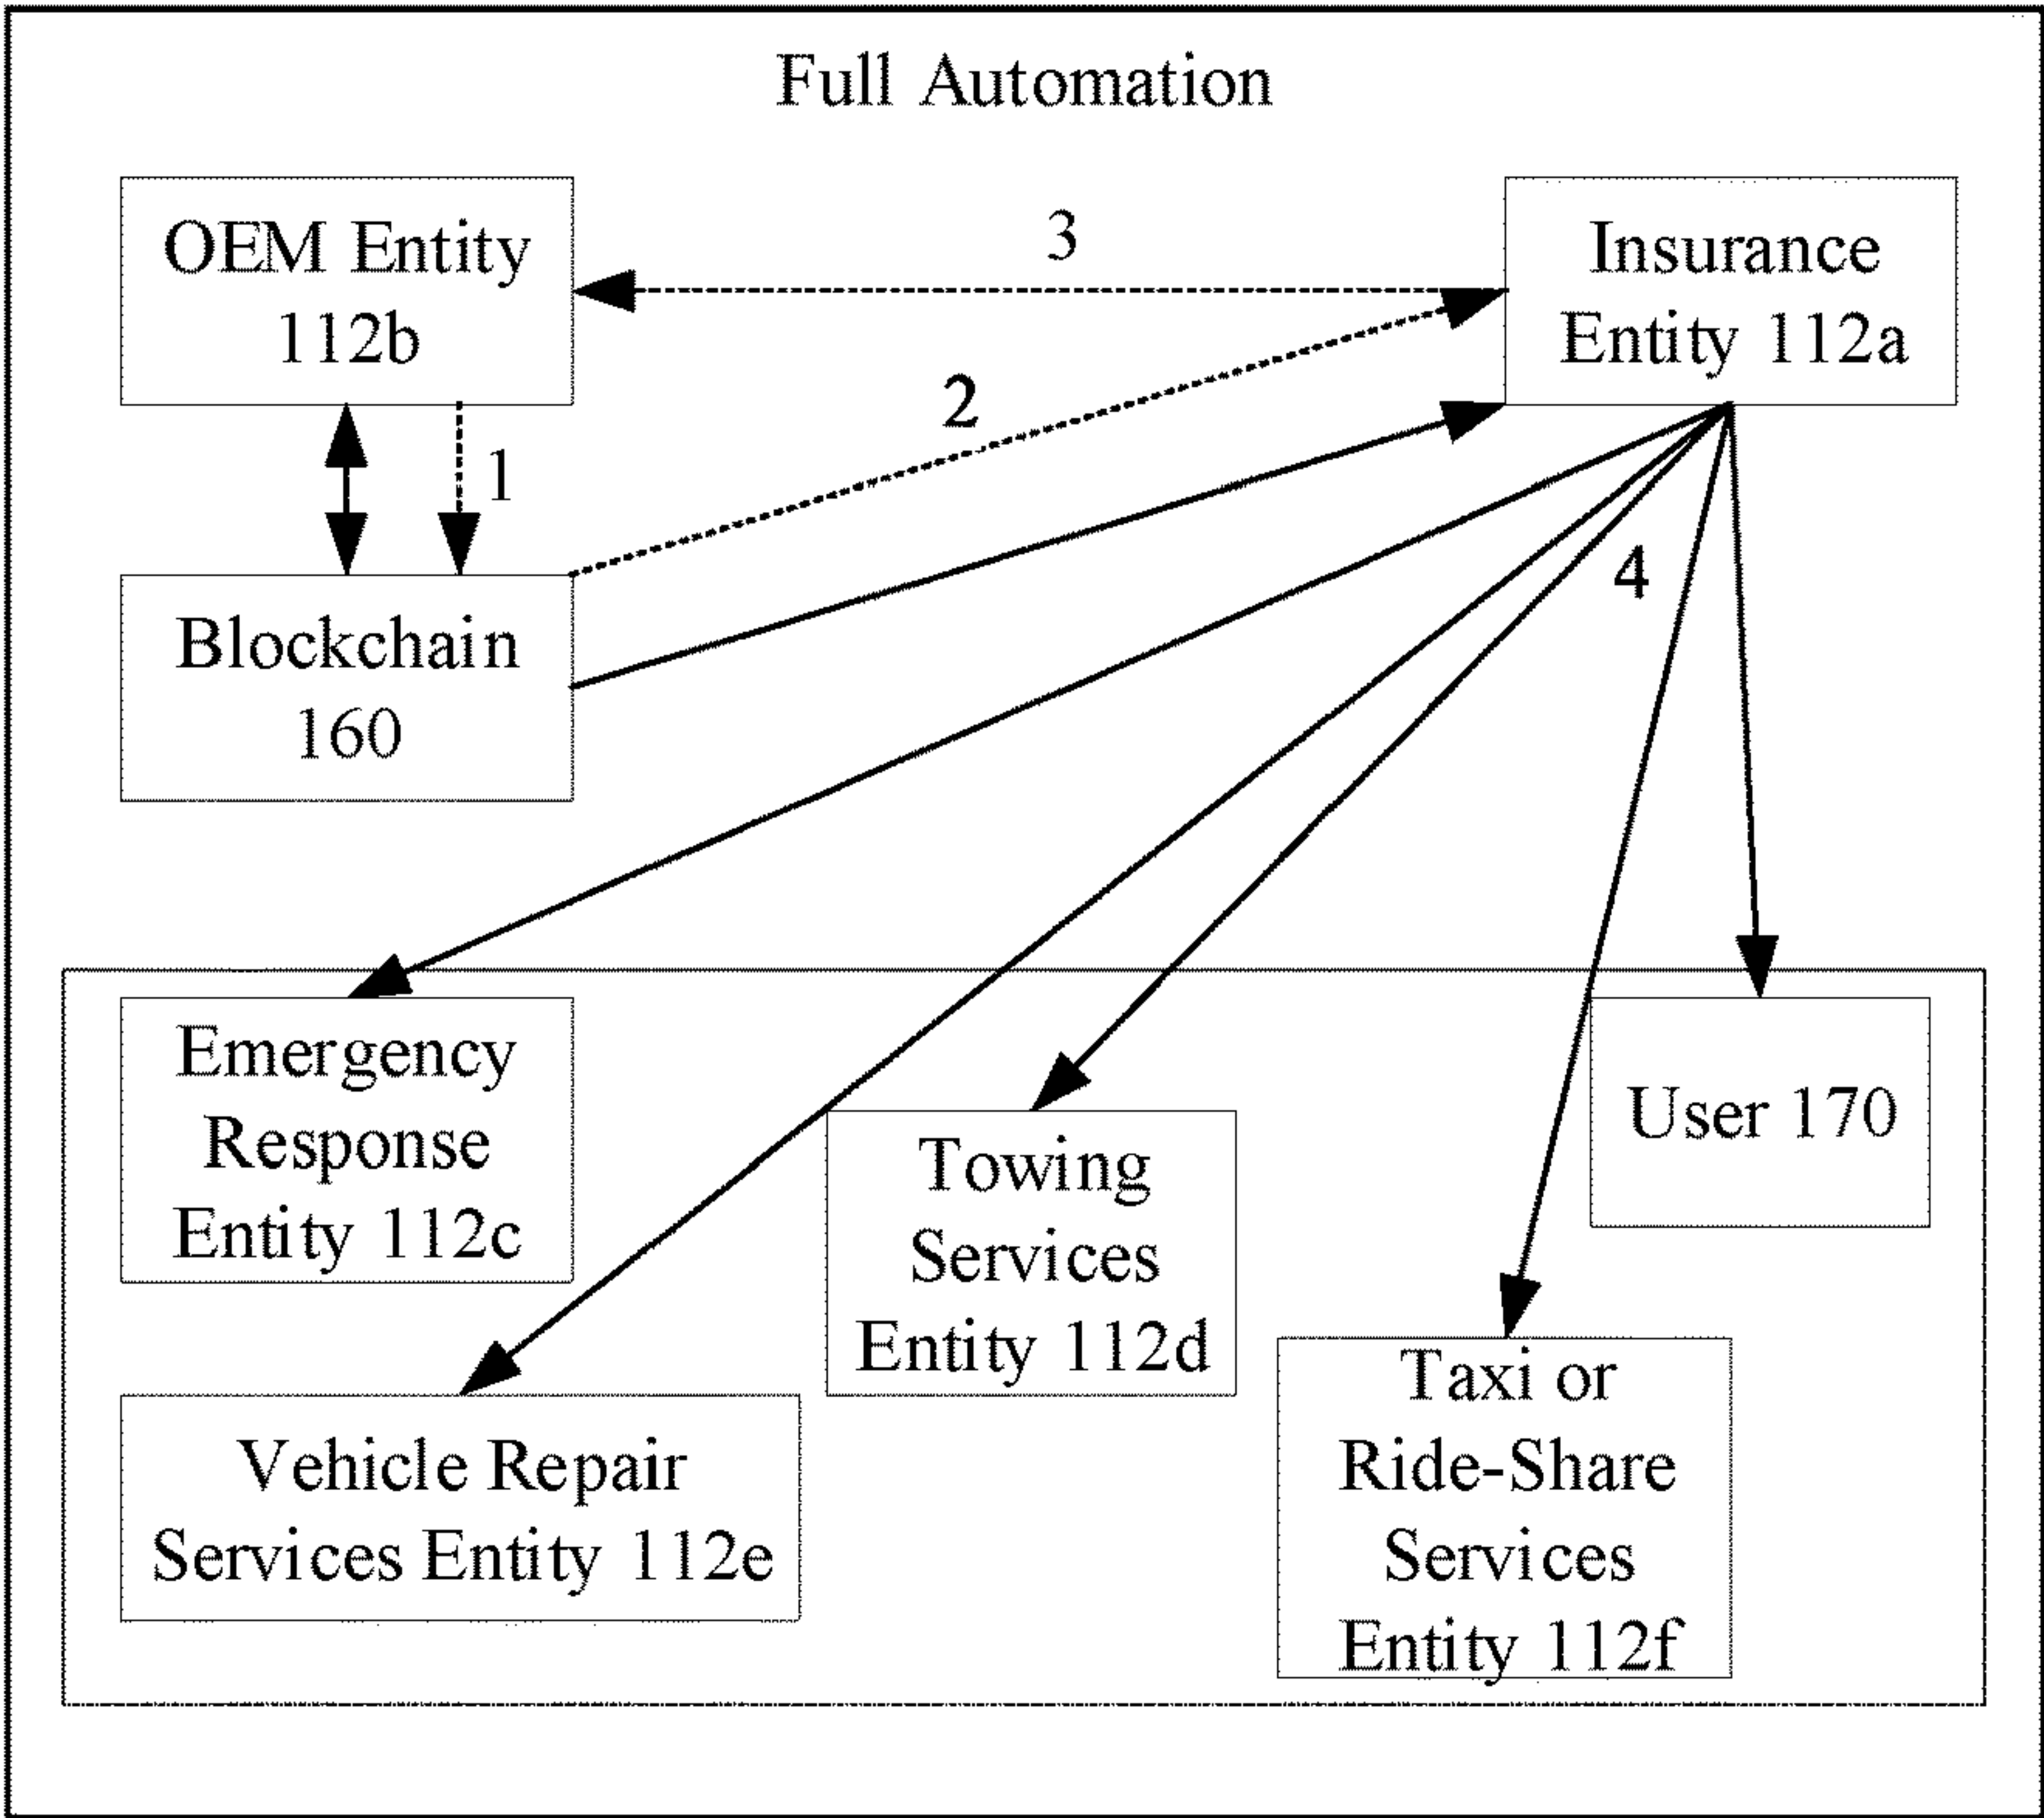 Full Automation
OEM Entity
112b
3
Insurance
Entity 112a
2
1
4
Blockchain
160
Emergency
Response
Entity 112c
Towing
Services
Entity 112d
User 170
Vehicle Repair
Services Entity 112e
Taxi or
Ride-Share
Services
Entity 112f